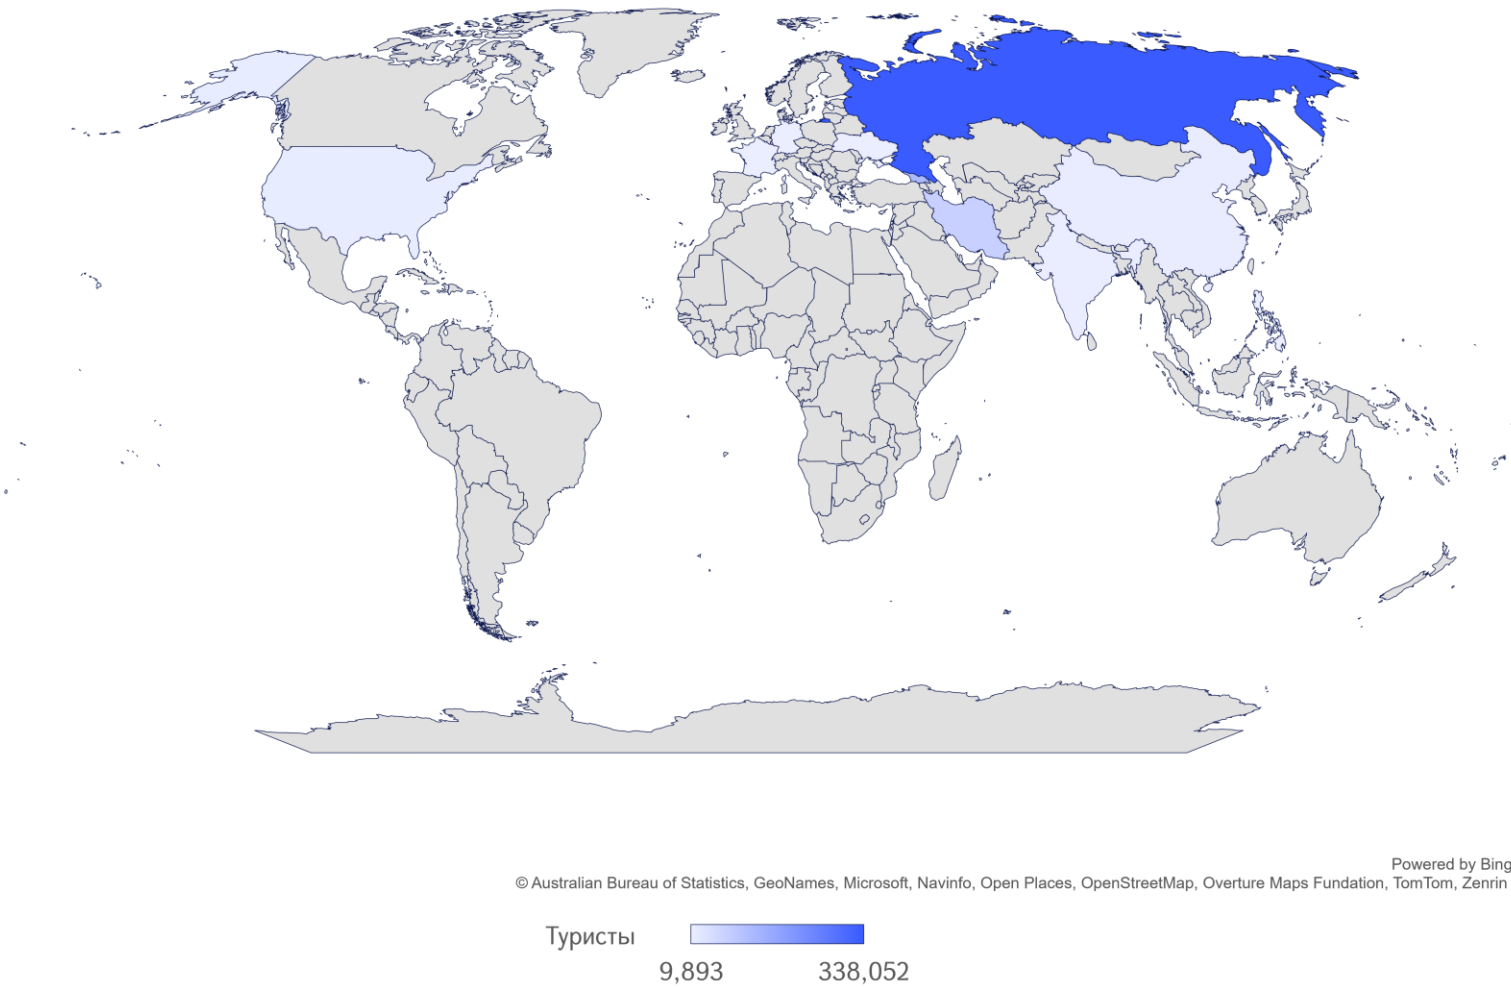 Powered by Bing
© Australian Bureau of Statistics, GeoNames, Microsoft, Navinfo, Open Places, OpenStreetMap, Overture Maps Fundation, TomTom, Zenrin
Туристы
9,893 338,052